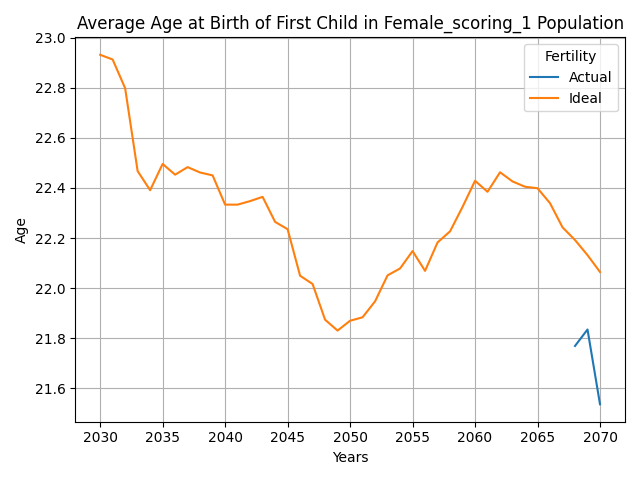 Average Age at Birth of First Child in Female_scoring_1 Population
23.0
22.8
22.6
22.4
22.2
22.0
21.8
21.6
Age
Fertility
Actual
Ideal
2030 2035 2040 2045 2050 2055 2060 2065 2070
Years